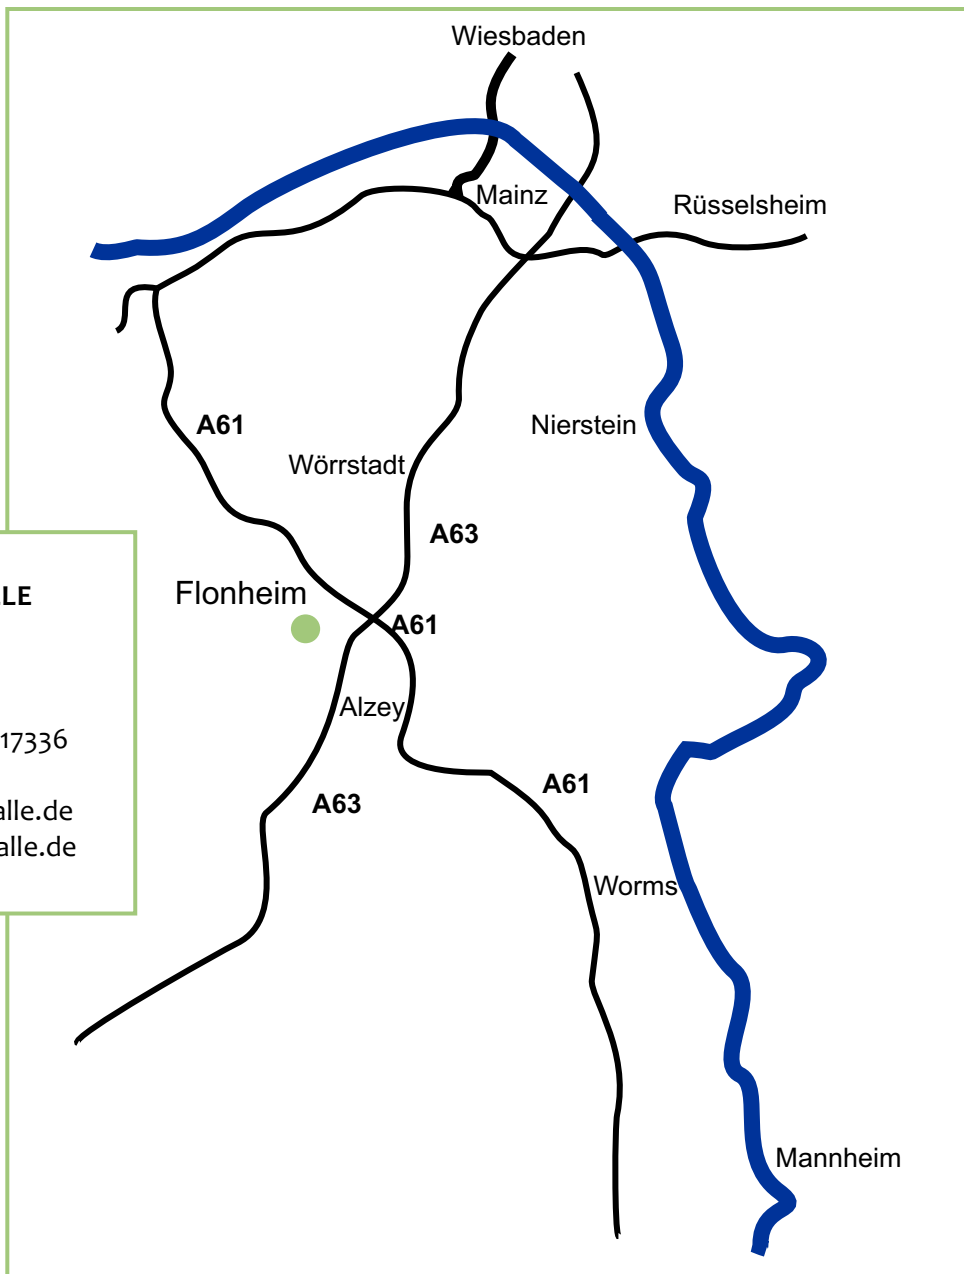 Wiesbaden
Mainz
Rüsselsheim
A61
Nierstein
Wörrstadt
A63
Flonheim
LE
A61
Alzey
17336
A61
A63
alle.de
alle.de
Worms
Mannheim